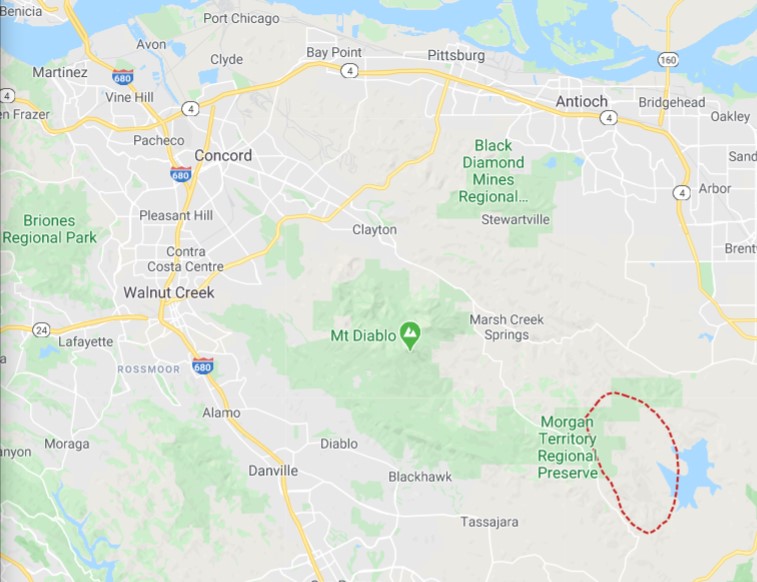 Benicia
Port Chicago
Avon
Clyde
Bay Point
Pittsburg
Martinez
680
4
160
Vine Hill
Antioch
Bridgehead
4
4
4
en Frazer
Oakley
Pacheco
Concord
Black
Diamond
Mines
Regional...
Sand
680
4
Arbor
Briones
Regional Park
Pleasant Hill
Stewartville
Clayton
Brent
Contra
Costa Centre
Walnut Creek
Marsh Creek
Springs
24
Mt Diablo
Lafayette
a
680
ROSSMOOR
Alamo
Morgan
Territory
Regional
Preserve
Moraga
Diablo
anyon
Danville
Blackhawk
Tassajara